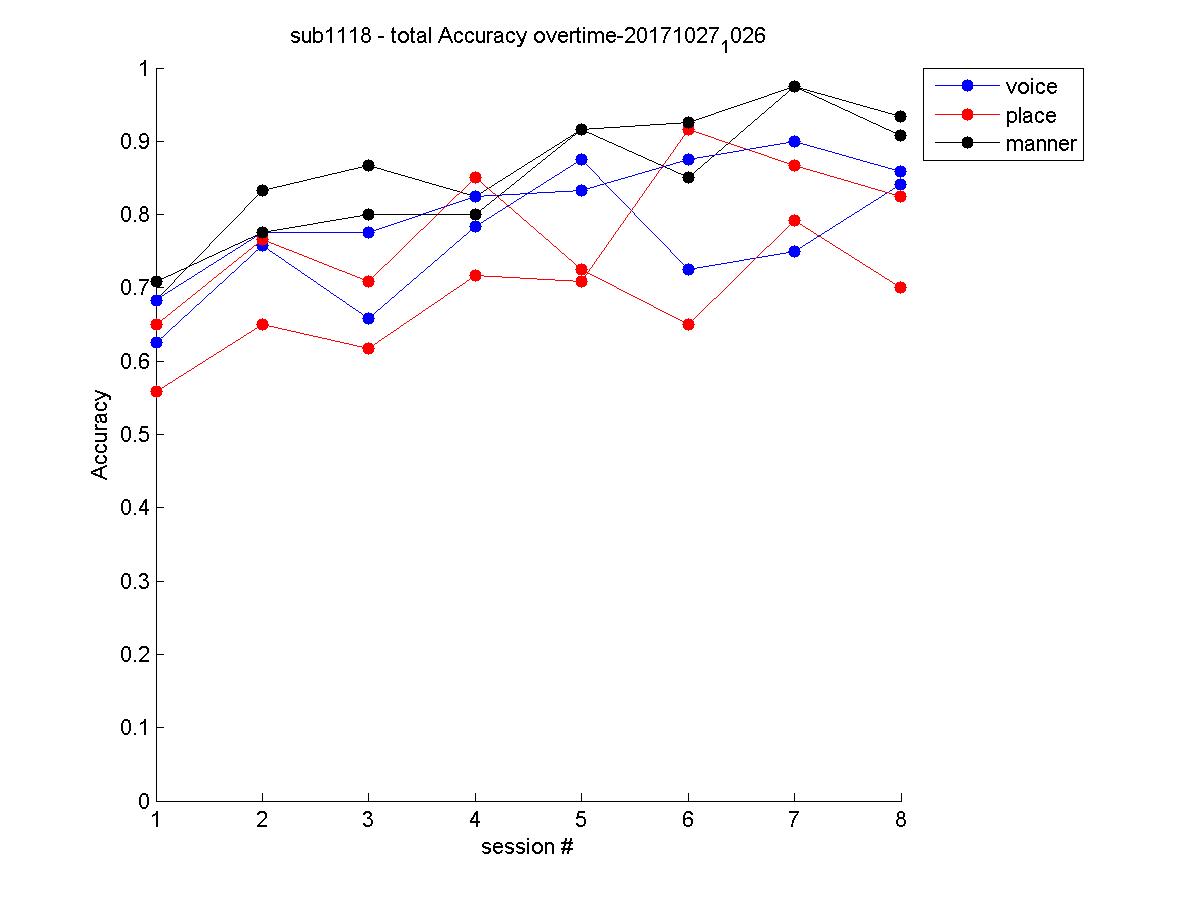 sub1118 - total Accuracy overtime-20171027₁026
voice
place
manner
1
0.9
0.8
0.7
0.6
0.5
0.4
0.3
0.2
0.1
0
Accuracy
1 2 3 4 5 6 7 8
session #